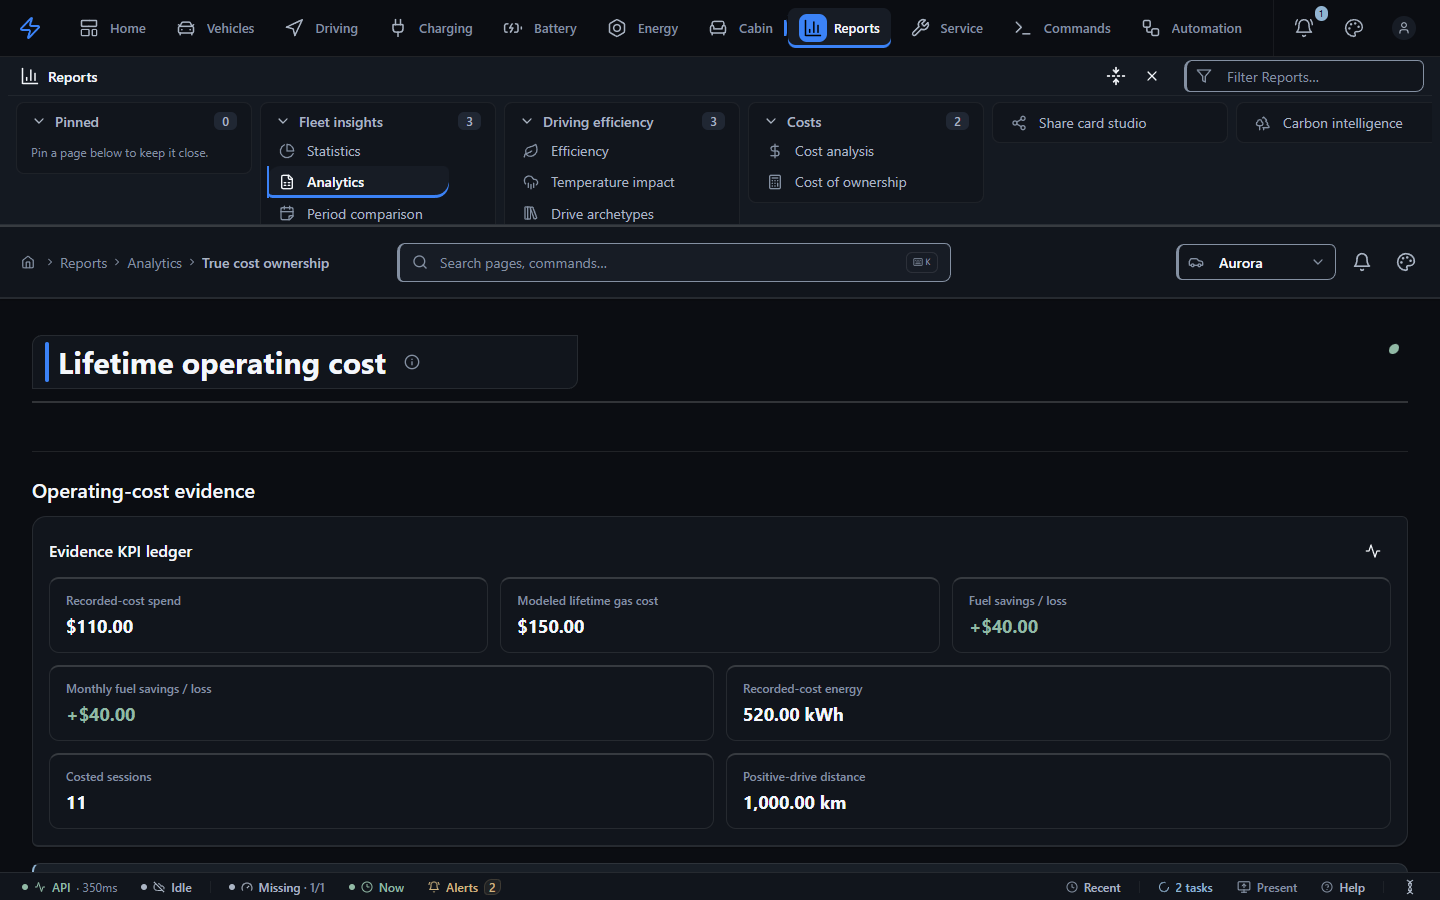 Home
Vehicles
Driving
Charging
Battery
Energy
Cabin
Reports
Service
Commands
Automation
1
Reports
Filter Reports...
Pinned 0
Pin a page below to keep it close.
Fleet insights 3
Statistics
Analytics
Period comparison
Driving efficiency 3
Efficiency
Temperature impact
Drive archetypes
Costs 2
Cost analysis
Cost of ownership
Share card studio
Carbon intelligence
Reports
Analytics
True cost ownership
Search pages, commands...
K
Aurora
Lifetime operating cost
Operating-cost evidence
Evidence KPI ledger
Recorded-cost spend
$110.00
Modeled lifetime gas cost
$150.00
Fuel savings / loss
+$40.00
Monthly fuel savings / loss
+$40.00
Recorded-cost energy
520.00 kWh
Costed sessions
11
Positive-drive distance
1,000.00 km
API · 350ms
Idle
Missing · 1/1
Now
Alerts 2
Recent
2 tasks
Present
Help